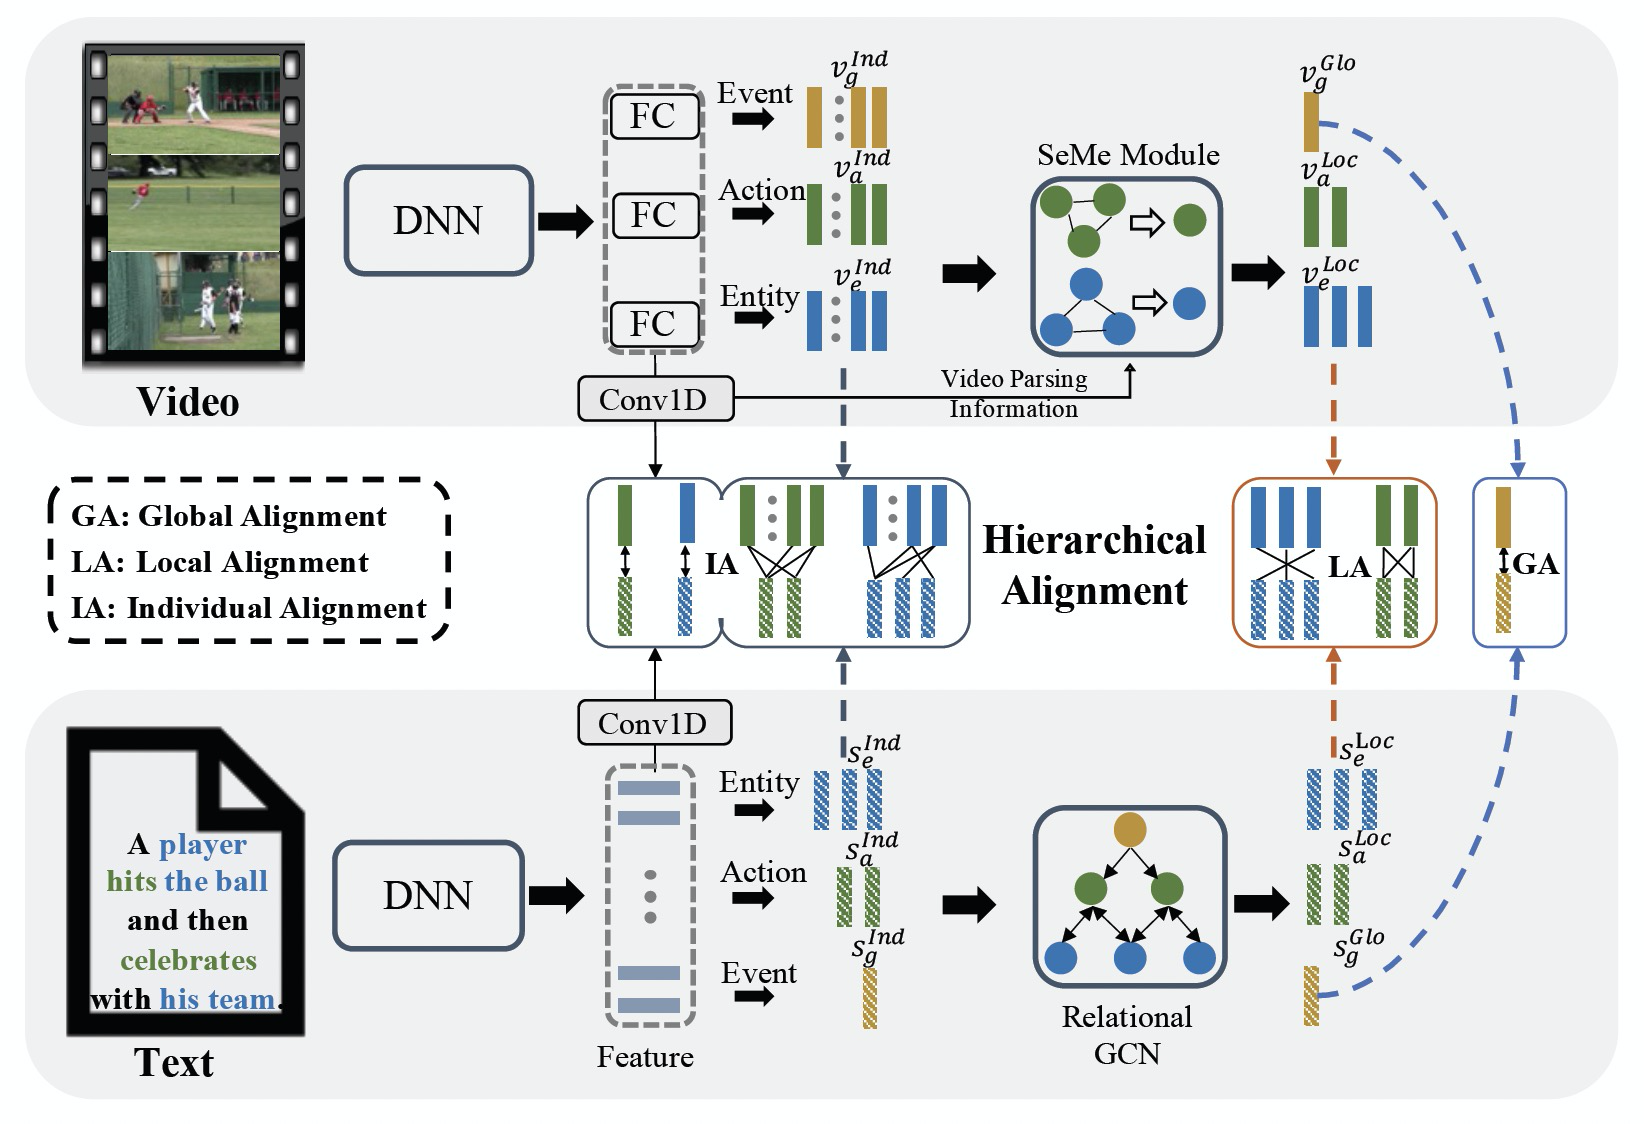 Video
DNN
FC
FC
FC
Event
Action
Entity
v_g^{Ind}
v_a^{Ind}
v_e^{Ind}
SeMe Module
v_g^{Glo}
v_a^{Loc}
v_e^{Loc}
Conv1D
Video Parsing
Information
GA: Global Alignment
LA: Local Alignment
IA: Individual Alignment
IA
Hierarchical
Alignment
LA
GA
A player
hits the ball
and then
celebrates
with his team.
Text
DNN
Conv1D
Feature
Entity
Action
Event
s_e^{Ind}
s_a^{Ind}
s_g^{Ind}
Relational
GCN
s_e^{Loc}
s_a^{Loc}
s_g^{Glo}